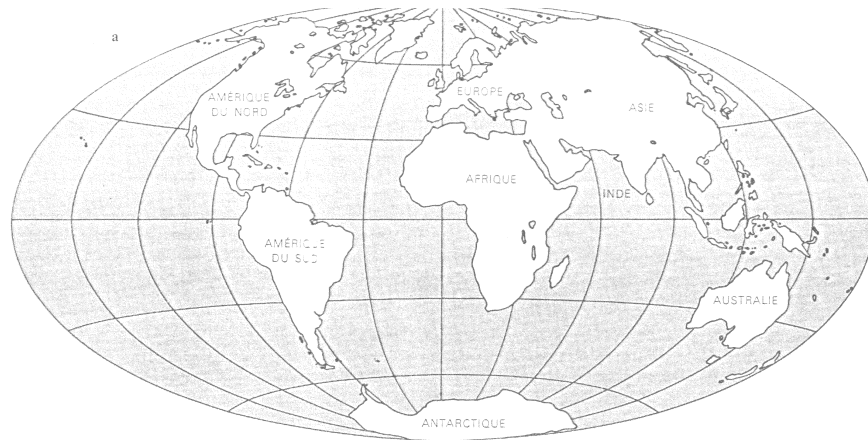 a
AMÉRIQUE
DU NORD
EUROPE
ASIE
AFRIQUE
INDE
AMÉRIQUE
DU SUD
AUSTRALIE
ANTARCTIQUE